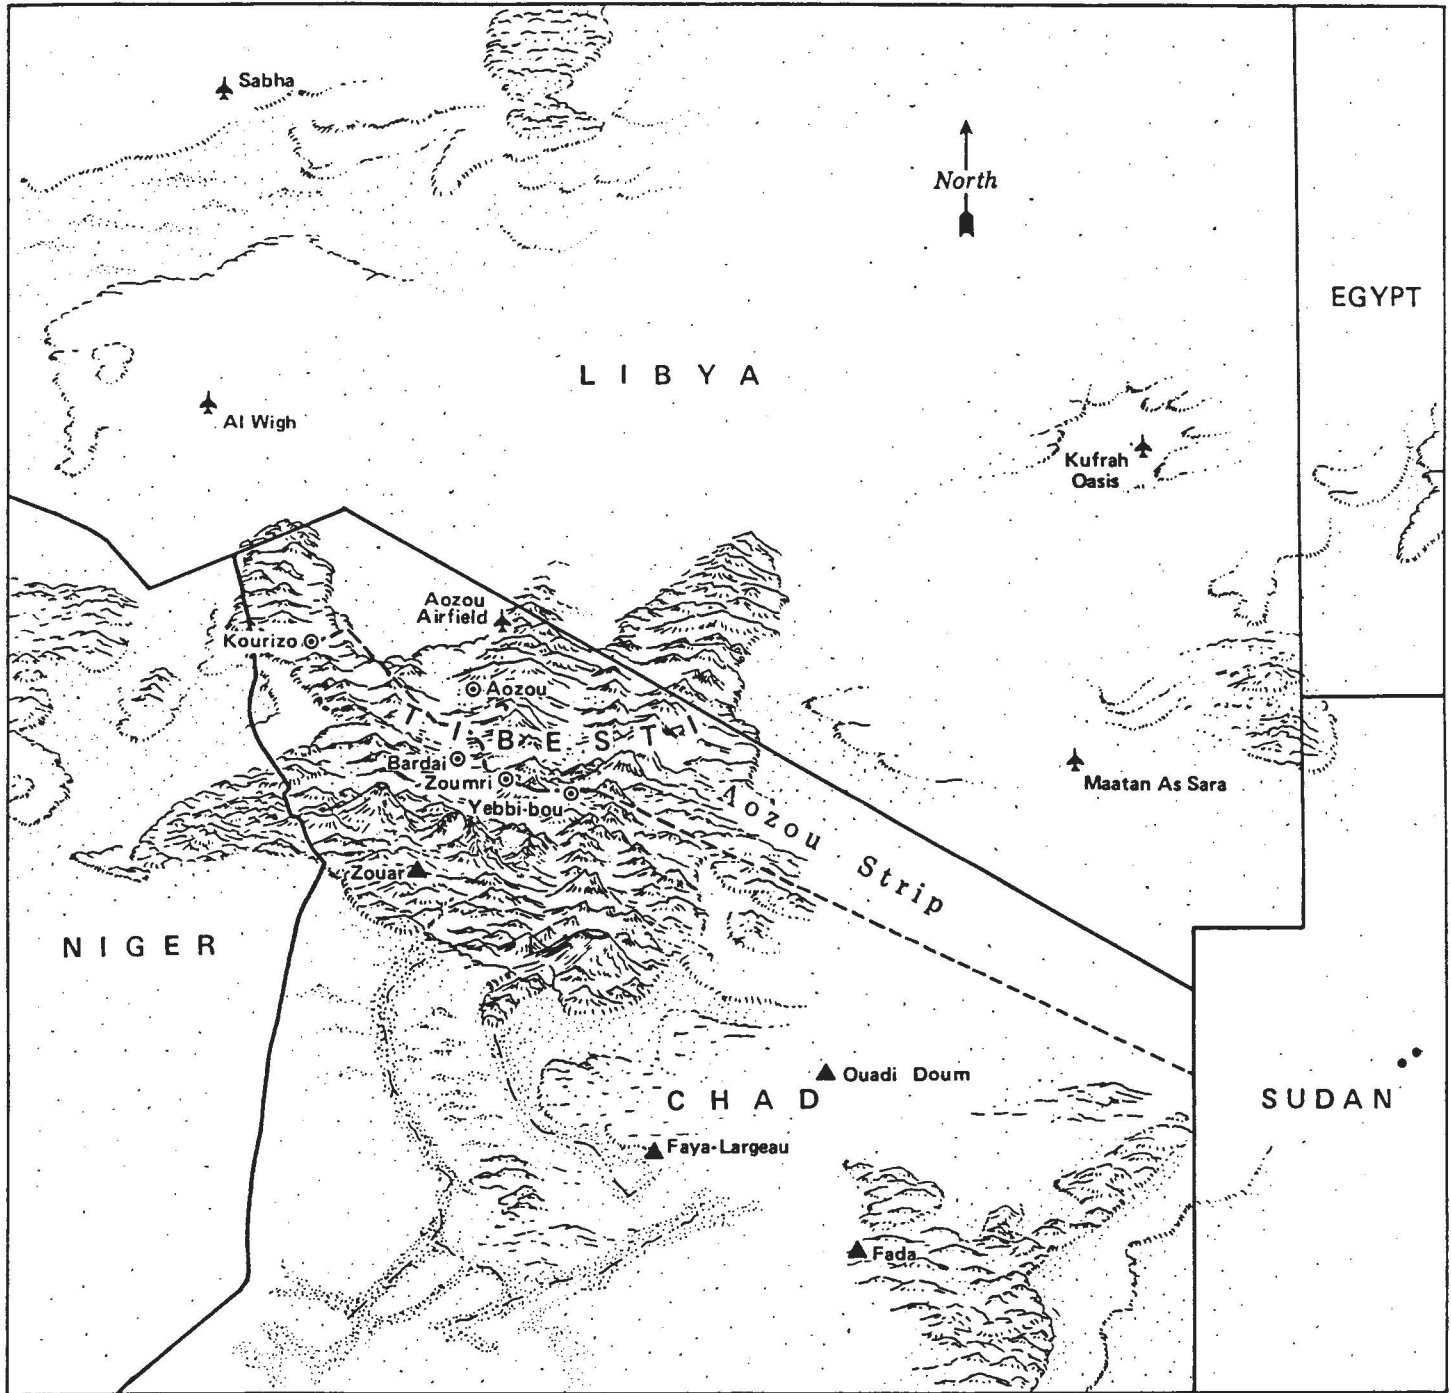 Sabha
North
EGYPT
LIBYA
Al Wigh
Kufrah
Oasis
Aozou
Airfield
Kourizo
Aozou
TIBESTI
Bardai
Zoumri
Yebbi-bou
Maatan As Sara
Aozou Strip
Zouar
NIGER
Ouadi Doum
CHAD
SUDAN
Faya-Largeau
Fada